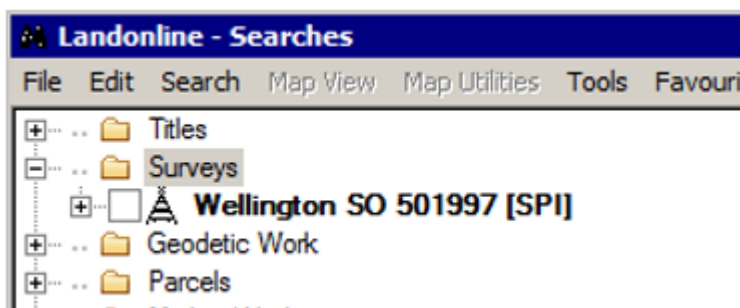 Landonline - Searches
File Edit Search Map View Map Utilities Tools Favouri
Titles
Surveys
Wellington SO 501997 [SPI]
Geodetic Work
Parcels